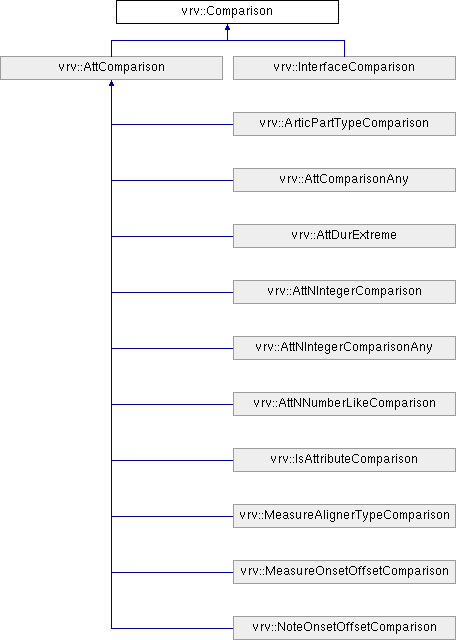 vrv::Comparison
vrv::AttComparison
vrv::InterfaceComparison
vrv::ArticPartTypeComparison
vrv::AttComparisonAny
vrv::AttDurExtreme
vrv::AttNIntegerComparison
vrv::AttNIntegerComparisonAny
vrv::AttNNumberLikeComparison
vrv::IsAttributeComparison
vrv::MeasureAlignerTypeComparison
vrv::MeasureOnsetOffsetComparison
vrv::NoteOnsetOffsetComparison